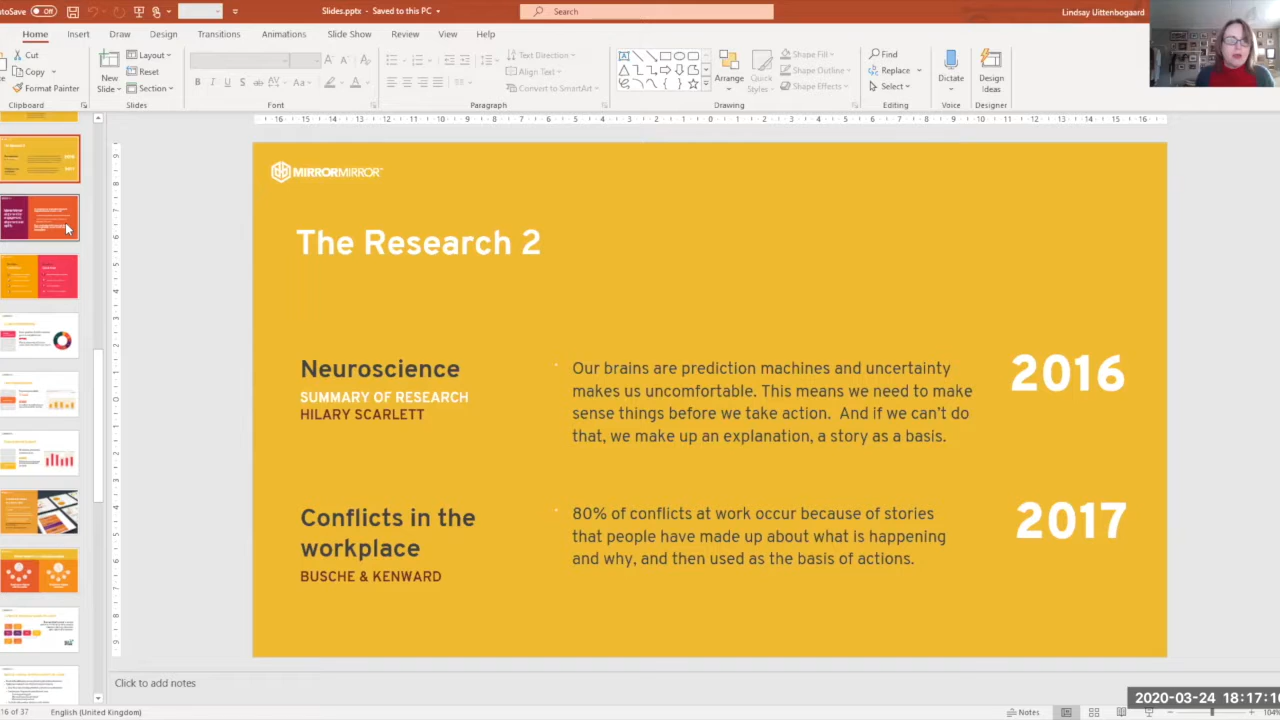 AutoSave Off Slides.pptx - Saved to this PC Search Lindsay Uittenbogaard
Home Insert Draw Design Transitions Animations Slide Show Review View Help
Cut Copy Format Painter Clipboard
New Slide Layout Reset Section Slides
B I U S ab AV Aa A Font
Text Direction Align Text Convert to SmartArt Paragraph
Arrange Quick Styles Shape Fill Shape Outline Shape Effects Drawing
Find Replace Select Editing
Dictate Voice
Design Ideas Designer
MIRRORMIRROR™
The Research 2
Neuroscience
SUMMARY OF RESEARCH
HILARY SCARLETT
Our brains are prediction machines and uncertainty
makes us uncomfortable. This means we need to make
sense things before we take action. And if we can't do
that, we make up an explanation, a story as a basis.
2016
Conflicts in the
workplace
BUSCHE & KENWARD
80% of conflicts at work occur because of stories
that people have made up about what is happening
and why, and then used as the basis of actions.
2017
Click to add notes
2020-03-24 18:17:1
16 of 37 English (United Kingdom) Notes 104%